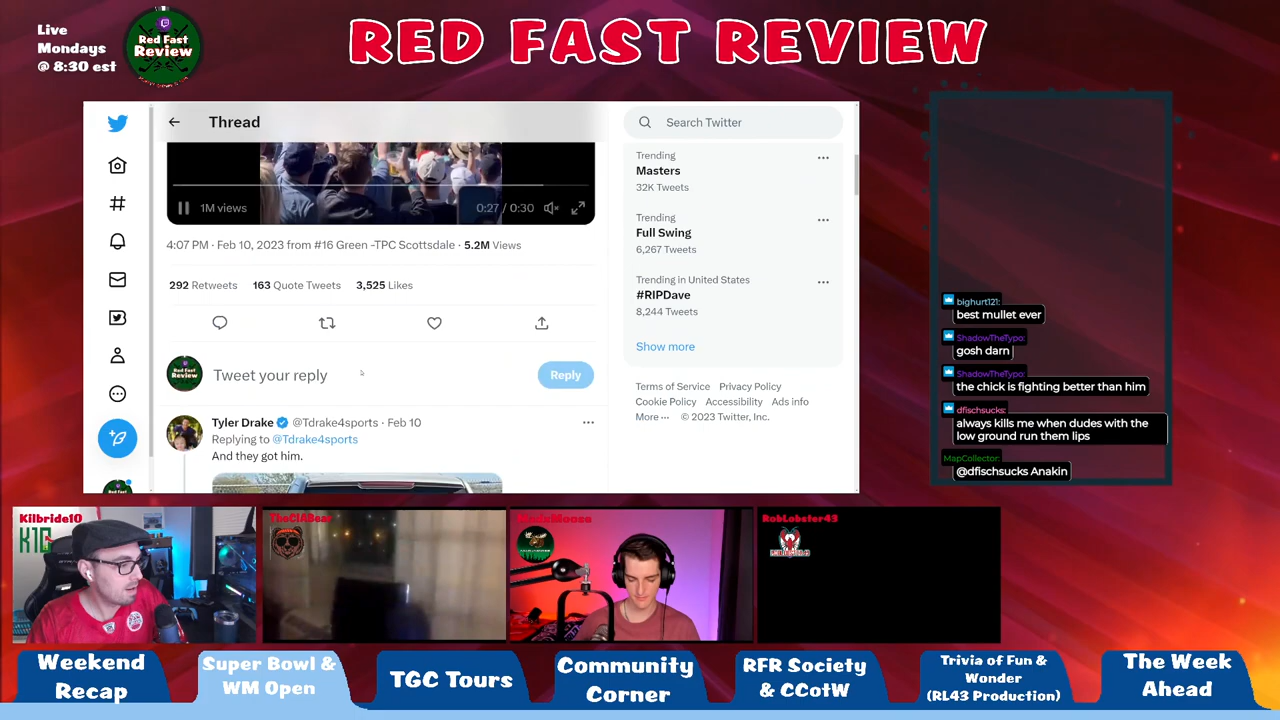 Live
Mondays
@ 8:30 est
Red Fast
Review
RED FAST REVIEW
Thread
1M views
0:27 / 0:30
4:07 PM · Feb 10, 2023 from #16 Green -TPC Scottsdale · 5.2M Views
292 Retweets 163 Quote Tweets 3,525 Likes
Red Fast
Review
Tweet your reply
Reply
Tyler Drake @Tdrake4sports · Feb 10
Replying to @Tdrake4sports
And they got him.
Search Twitter
Trending
Masters
32K Tweets
Trending
Full Swing
6,267 Tweets
Trending in United States
#RIPDave
8,244 Tweets
Show more
Terms of Service Privacy Policy
Cookie Policy Accessibility Ads info
More ··· © 2023 Twitter, Inc.
bighurt121:
best mullet ever
ShadowTheTypo:
gosh darn
ShadowTheTypo:
the chick is fighting better than him
dfischsucks:
always kills me when dudes with the
low ground run them lips
MapCollector:
@dfischsucks Anakin
Kilbride10
K10
TheCIABear
RobLobster43
Weekend
Recap
Super Bowl &
WM Open
TGC Tours
Community
Corner
RFR Society
& CCotW
Trivia of Fun &
Wonder
(RL43 Production)
The Week
Ahead